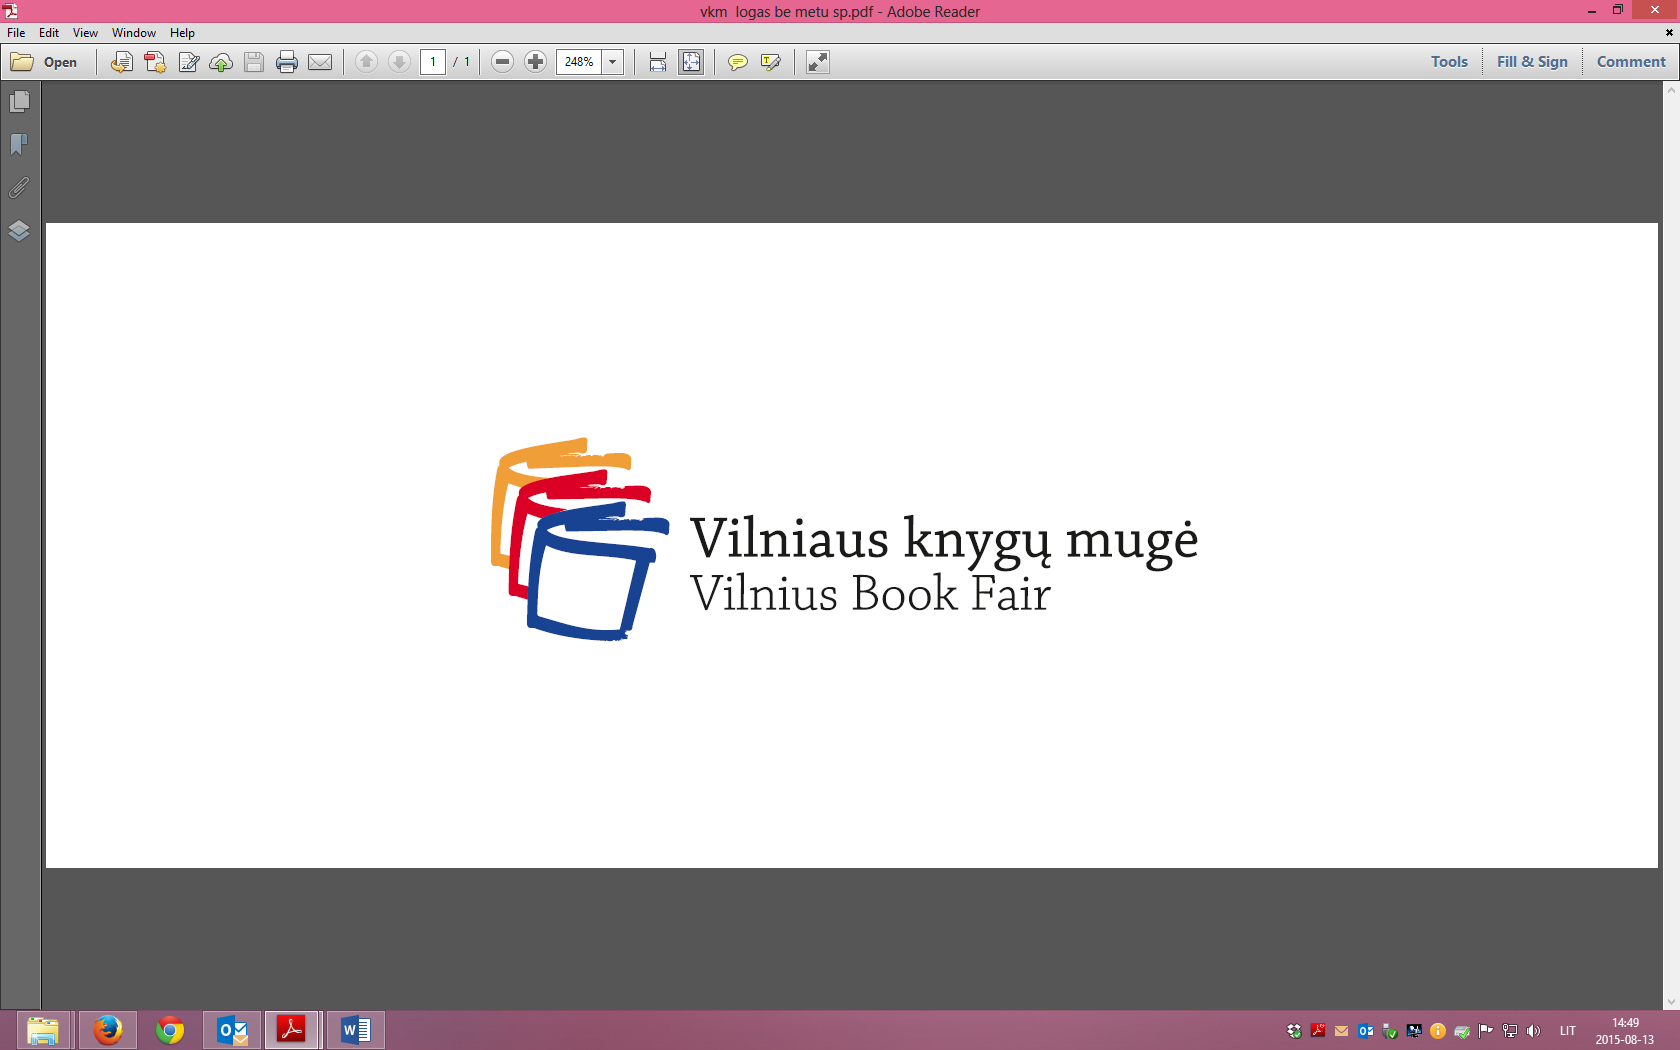 vkm  logas be metu sp.pdf - Adobe Reader
File Edit View Window Help
Open 1 / 1 248% Tools Fill & Sign Comment
Vilniaus knygų mugė
Vilnius Book Fair
LIT
14:49
2015-08-13